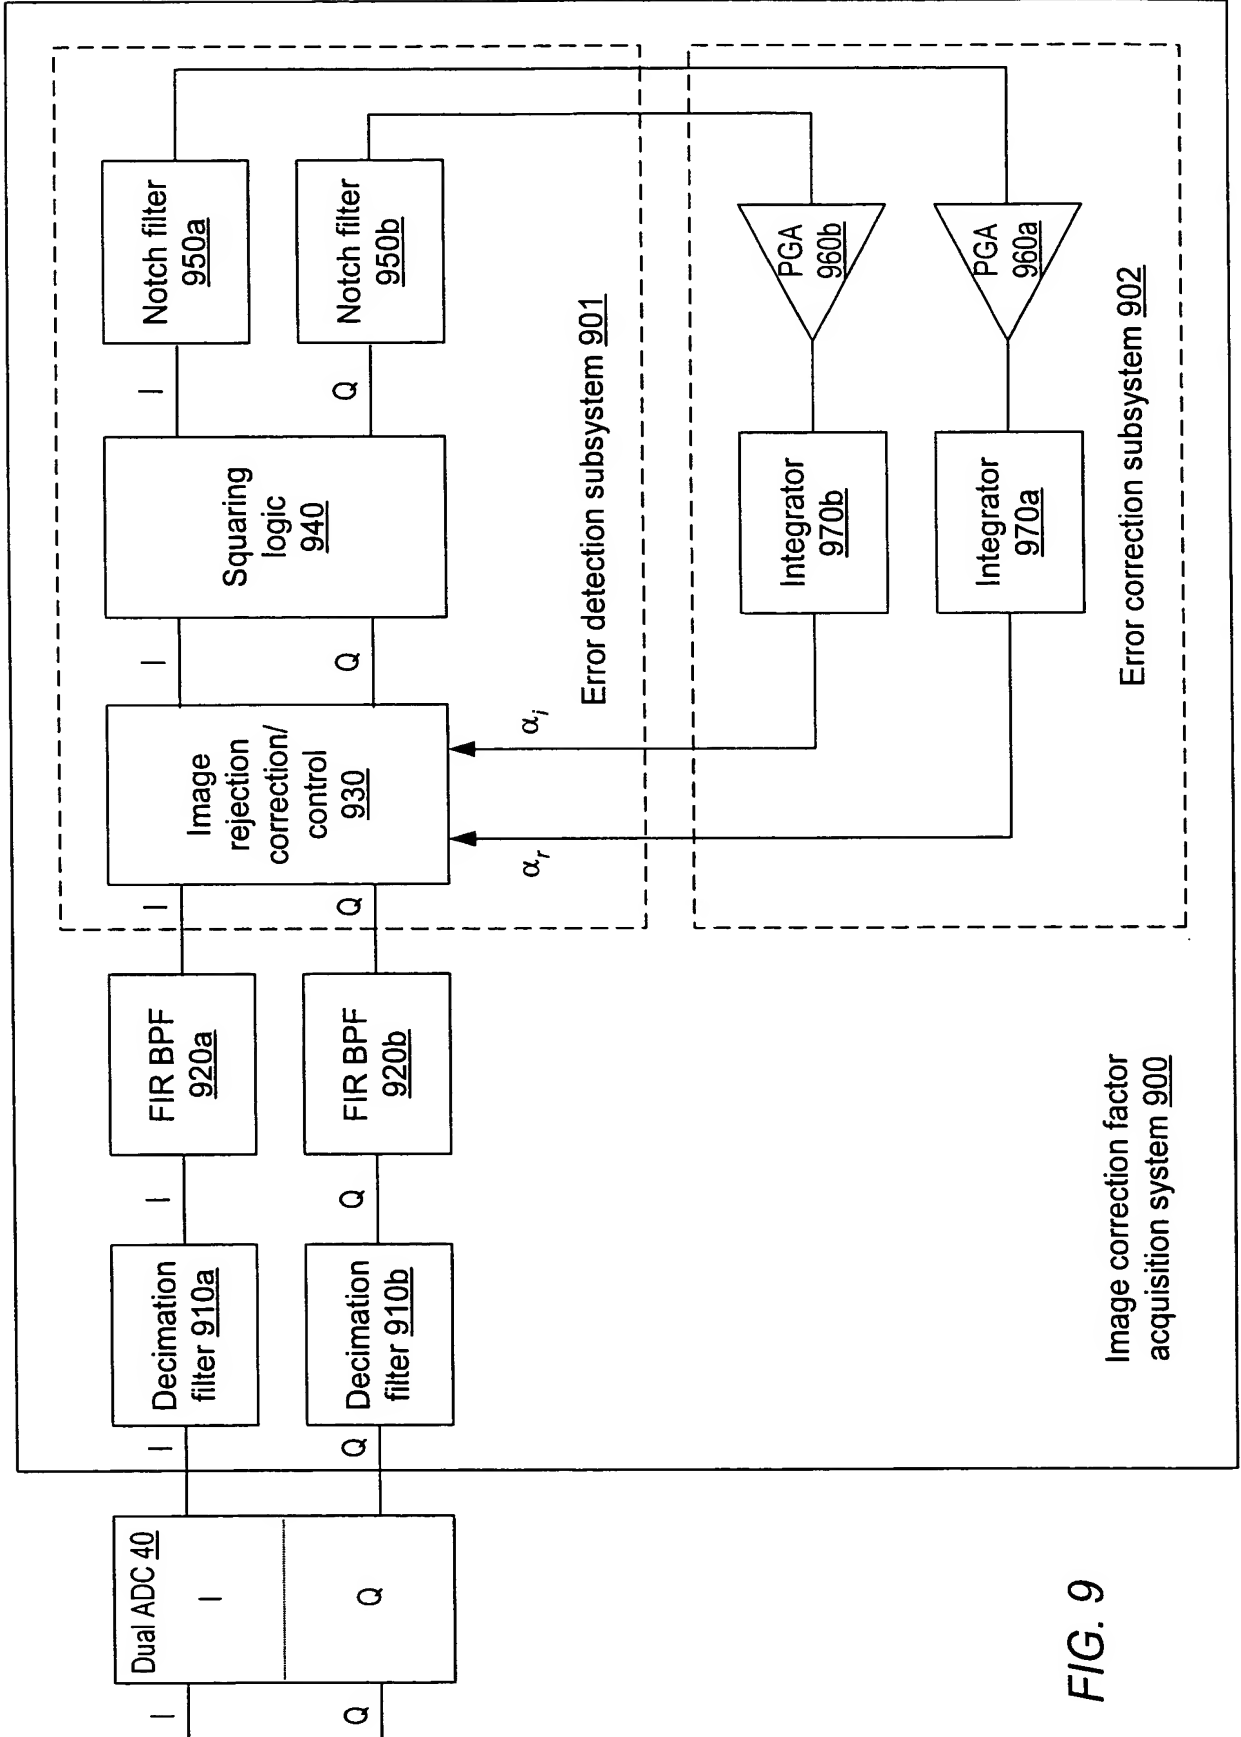 I
Q
Dual ADC 40
I
Q
I
Q
Decimation
filter 910a
Decimation
filter 910b
I
Q
FIR BPF
920a
FIR BPF
920b
I
Q
Image
rejection
correction/
control
930
I
Q
Squaring
logic
940
I
Q
Notch filter
950a
Notch filter
950b
αr
αi
Error detection subsystem 901
Integrator
970b
PGA
960b
Integrator
970a
PGA
960a
Error correction subsystem 902
Image correction factor
acquisition system 900
FIG. 9